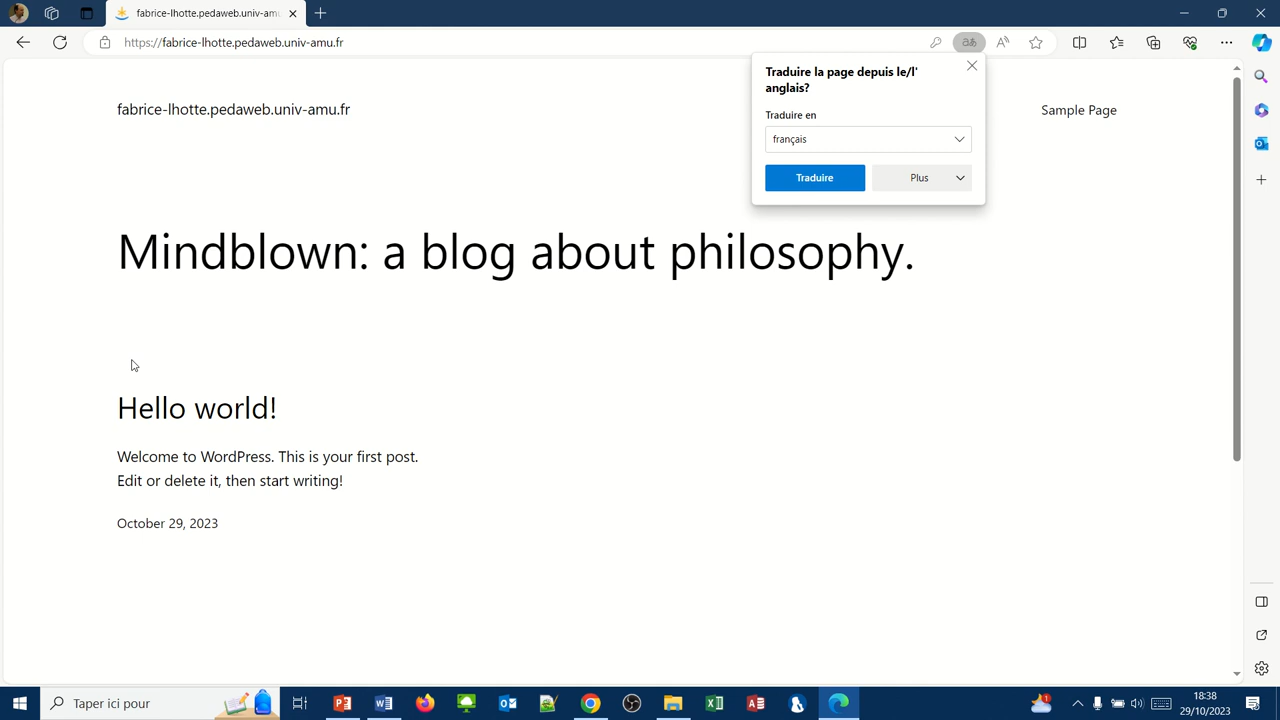 fabrice-lhotte.pedaweb.univ-amu
https://fabrice-lhotte.pedaweb.univ-amu.fr
Traduire la page depuis le/l'
anglais?
Traduire en
français
Traduire
Plus
fabrice-lhotte.pedaweb.univ-amu.fr
Sample Page
Mindblown: a blog about philosophy.
Hello world!
Welcome to WordPress. This is your first post.
Edit or delete it, then start writing!
October 29, 2023
Taper ici pour
18:38
29/10/2023